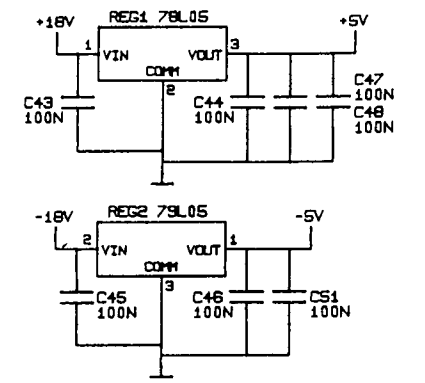 REG1 78L05
+18V
+5V
1
VIN
VOUT
3
COMM
2
C43
100N
C44
100N
C47
100N
C48
100N
REG2 79L05
-18V
-5V
2
VIN
VOUT
1
COMM
3
C45
100N
C46
100N
C51
100N